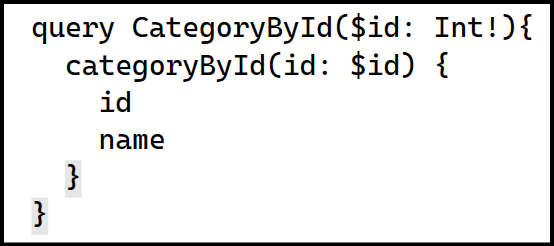 query CategoryById($id: Int!){
  categoryById(id: $id) {
    id
    name
  }
}